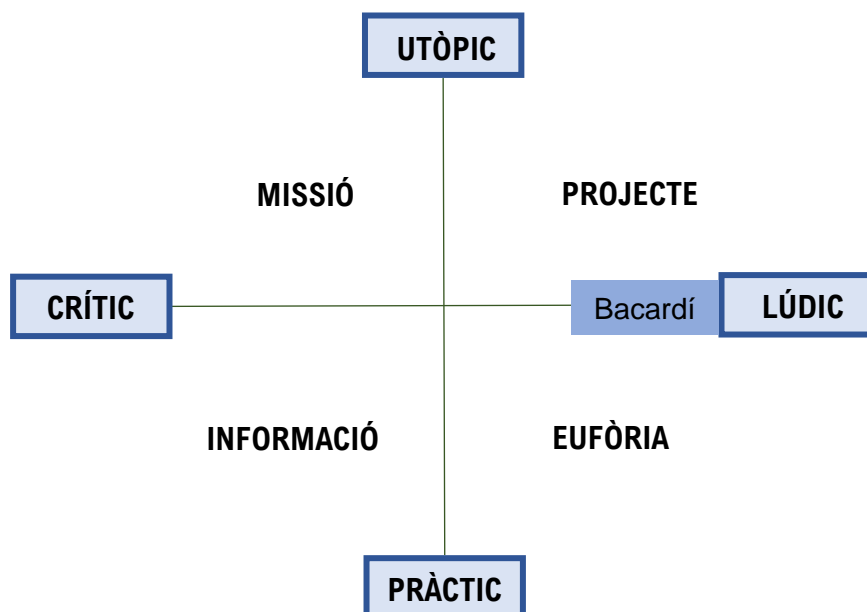 UTÒPIC
MISSIÓ PROJECTE
CRÍTIC Bacardí LÚDIC
INFORMACIÓ EUFÒRIA
PRÀCTIC